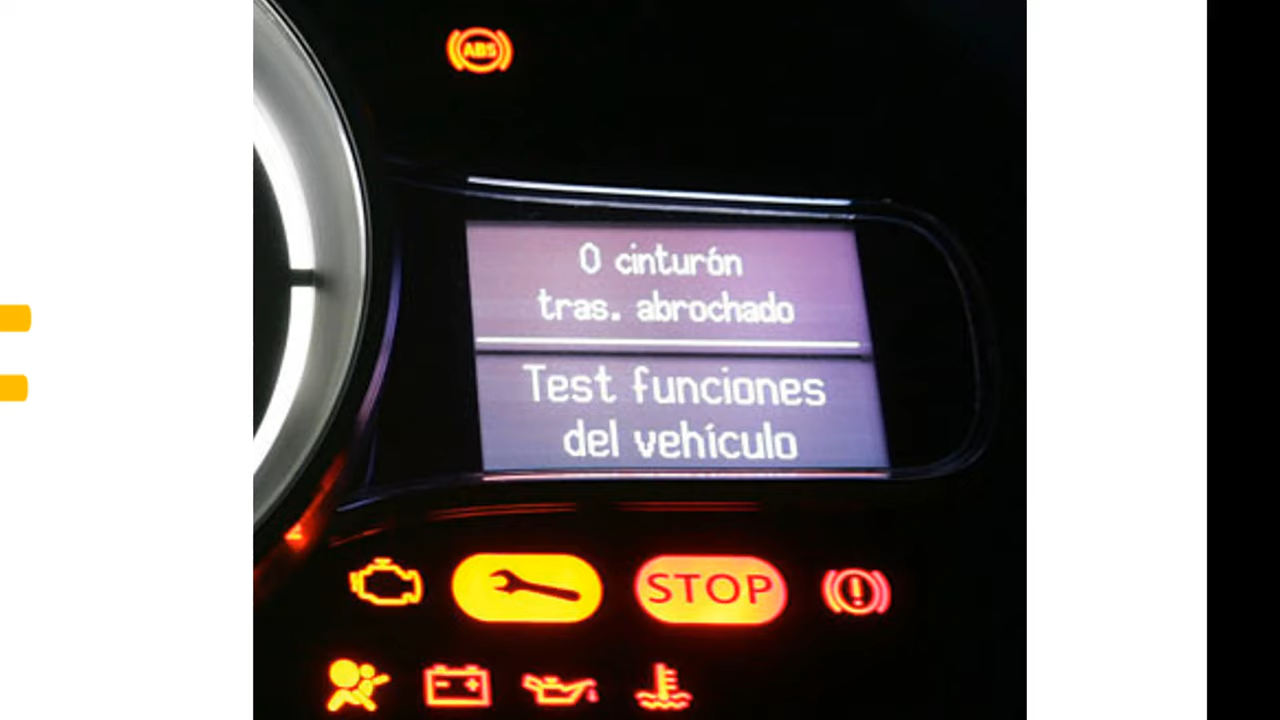 ABS
0 cinturón
tras. abrochado
Test funciones
del vehículo
STOP